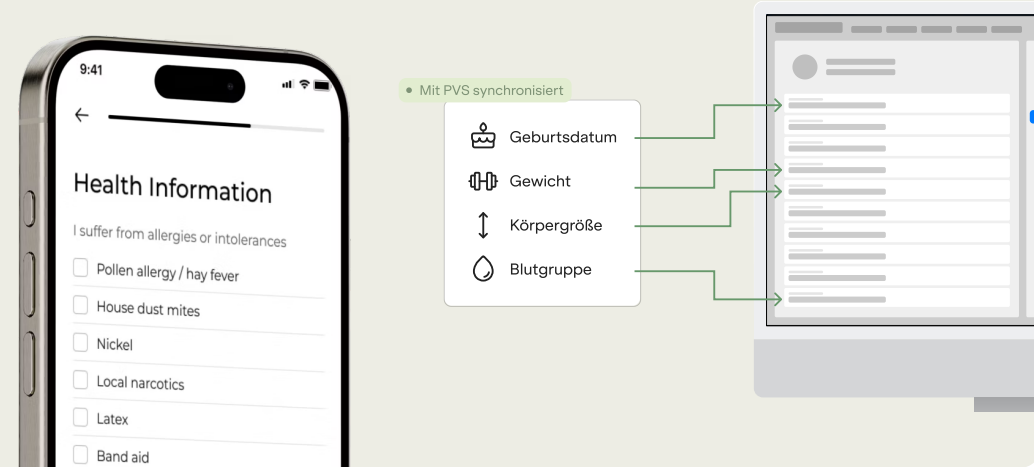 9:41
Health Information
I suffer from allergies or intolerances
Pollen allergy / hay fever
House dust mites
Nickel
Local narcotics
Latex
Band aid
Mit PVS synchronisiert
Geburtsdatum
Gewicht
Körpergröße
Blutgruppe